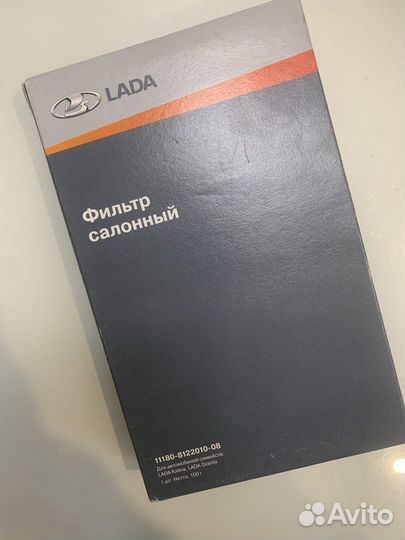 LADA
Фильтр
салонный
11180-8122010-08
Для автомобилей семейств:
LADA Kalina, LADA Granta
1 шт Нетто: 100 г
Avito